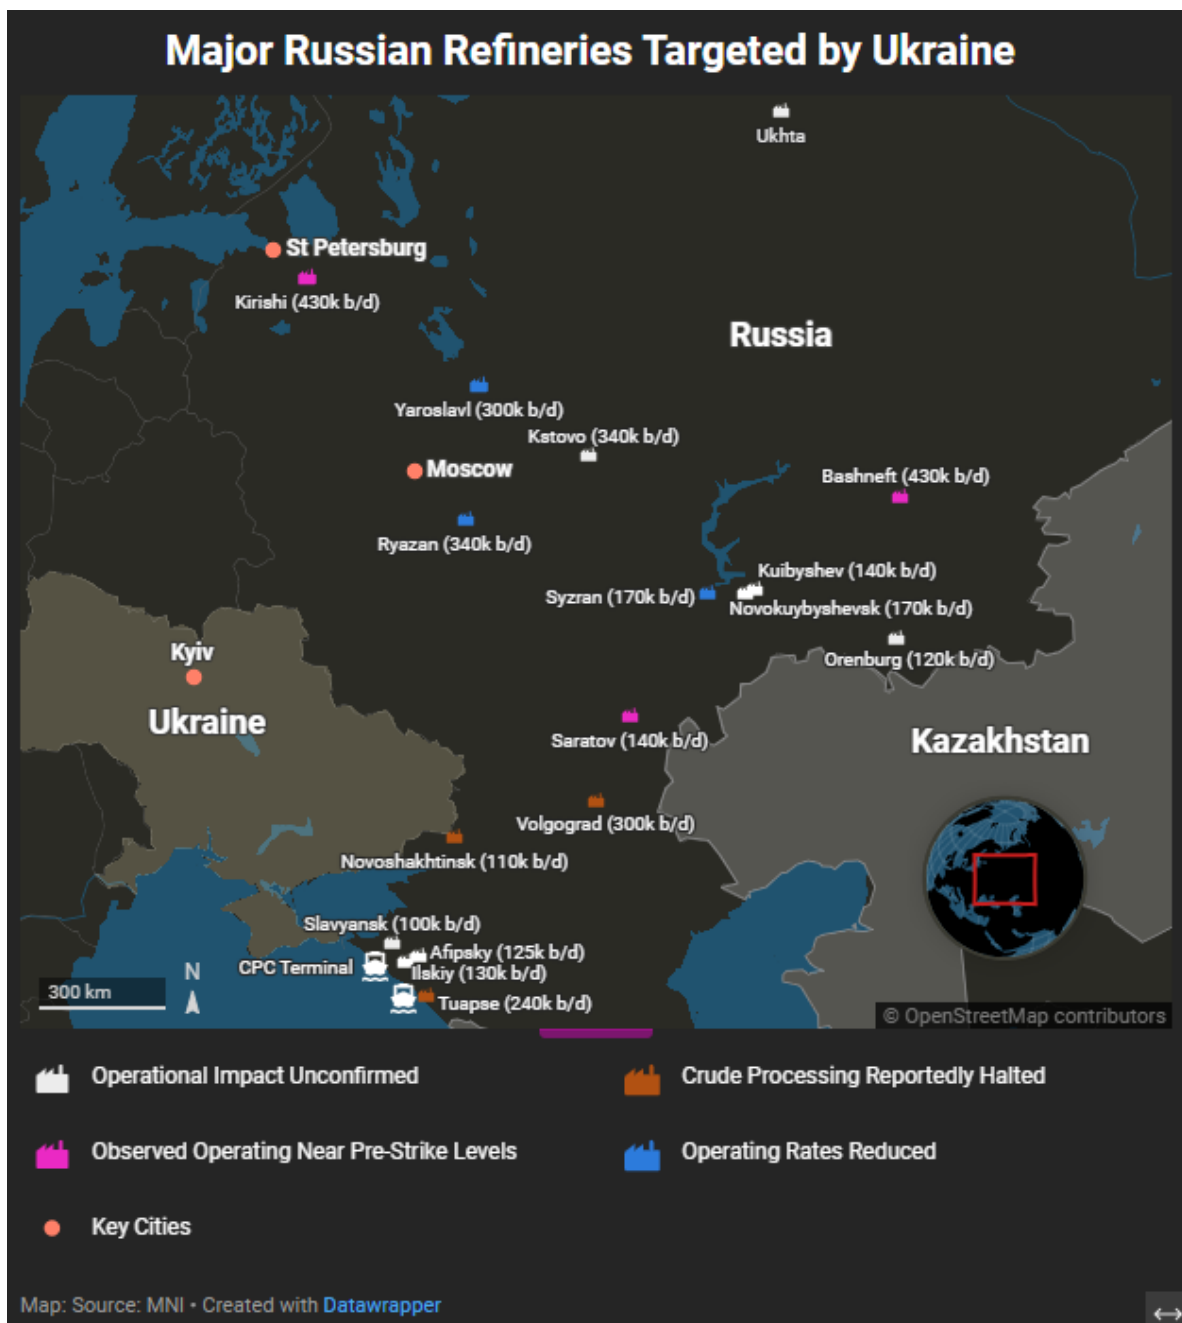 Major Russian Refineries Targeted by Ukraine
Ukhta
St Petersburg
Kirishi (430k b/d)
Russia
Yaroslavl (300k b/d)
Kstovo (340k b/d)
Moscow
Bashneft (430k b/d)
Ryazan (340k b/d)
Kuibyshev (140k b/d)
Syzran (170k b/d)
Novokuybyshevsk (170k b/d)
Kyiv
Orenburg (120k b/d)
Ukraine
Saratov (140k b/d)
Kazakhstan
Volgograd (300k b/d)
Novoshakhtinsk (110k b/d)
Slavyansk (100k b/d)
Afipsky (125k b/d)
CPC Terminal
Ilskiy (130k b/d)
N
300 km
Tuapse (240k b/d)
© OpenStreetMap contributors
Operational Impact Unconfirmed
Crude Processing Reportedly Halted
Observed Operating Near Pre-Strike Levels
Operating Rates Reduced
Key Cities
Map: Source: MNI • Created with Datawrapper